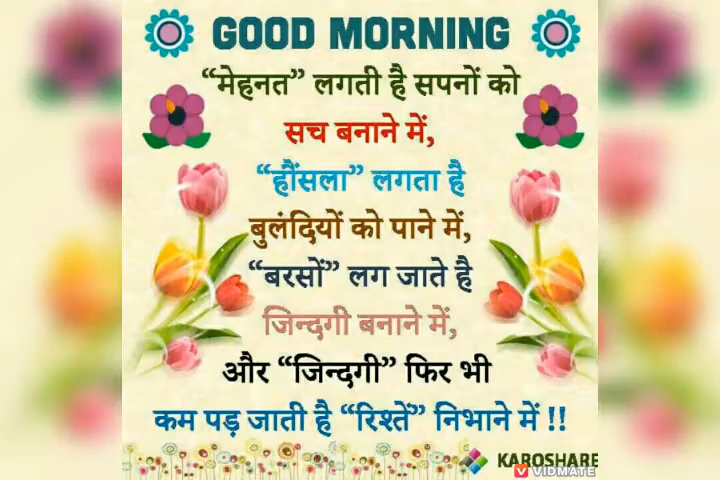 GOOD MORNING
“मेहनत” लगती है सपनों को
सच बनाने में,
“हौंसला” लगता है
बुलंदियों को पाने में,
“बरसों” लग जाते है
जिन्दगी बनाने में,
और “जिन्दगी” फिर भी
कम पड़ जाती है “रिश्तें” निभाने में !!
KAROSHARE
VIDMATE